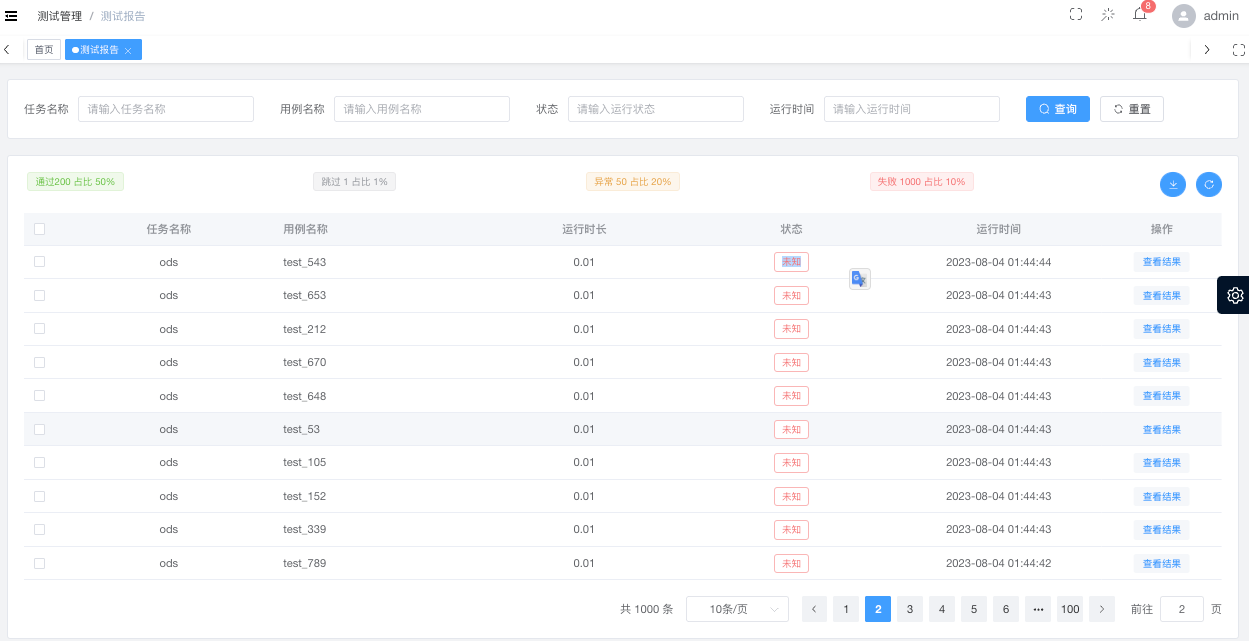 测试管理 / 测试报告
8
admin
首页 测试报告
任务名称 请输入任务名称 用例名称 请输入用例名称 状态 请输入运行状态 运行时间 请输入运行时间 查询 重置
通过200 占比 50% 跳过 1 占比 1% 异常 50 占比 20% 失败 1000 占比 10%
任务名称 用例名称 运行时长 状态 运行时间 操作
ods test_543 0.01 未知 2023-08-04 01:44:44 查看结果
ods test_653 0.01 未知 2023-08-04 01:44:43 查看结果
ods test_212 0.01 未知 2023-08-04 01:44:43 查看结果
ods test_670 0.01 未知 2023-08-04 01:44:43 查看结果
ods test_648 0.01 未知 2023-08-04 01:44:43 查看结果
ods test_53 0.01 未知 2023-08-04 01:44:43 查看结果
ods test_105 0.01 未知 2023-08-04 01:44:43 查看结果
ods test_152 0.01 未知 2023-08-04 01:44:43 查看结果
ods test_339 0.01 未知 2023-08-04 01:44:43 查看结果
ods test_789 0.01 未知 2023-08-04 01:44:42 查看结果
共 1000 条 10条/页 1 2 3 4 5 6 ··· 100 前往 2 页